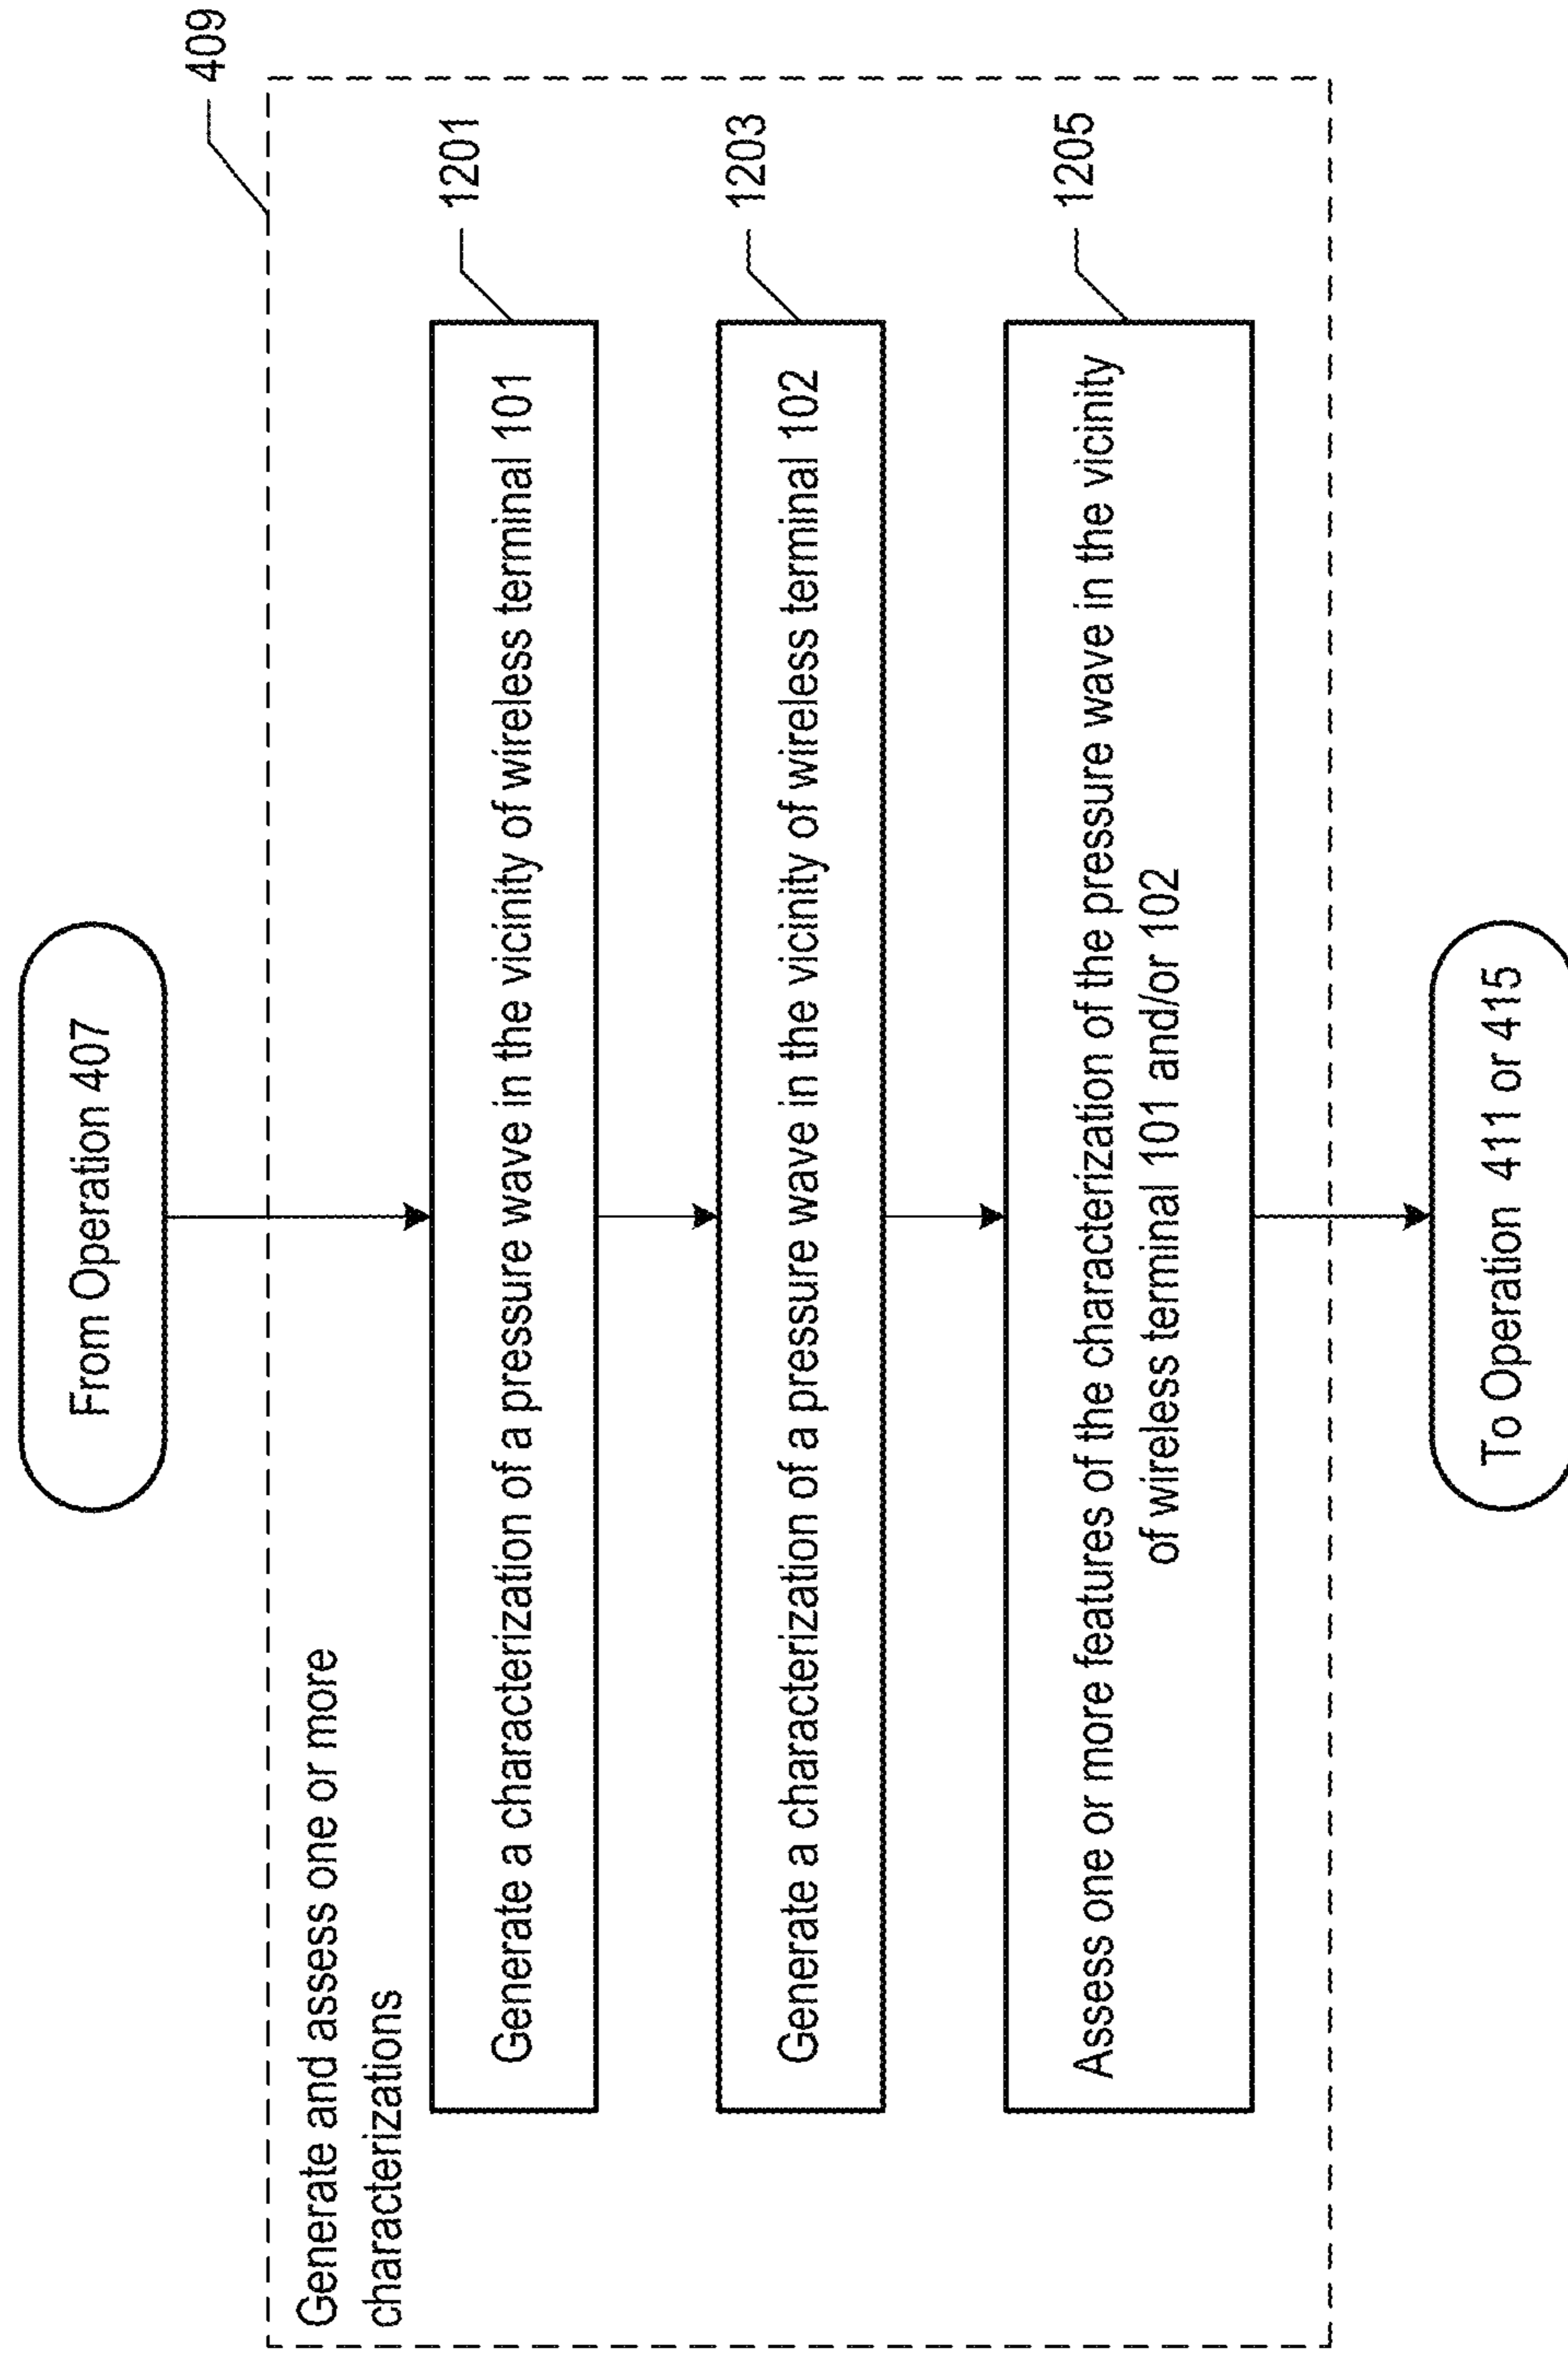 From Operation 407
409
Generate and assess one or more
characterizations
1201
Generate a characterization of a pressure wave in the vicinity of wireless terminal 101
1203
Generate a characterization of a pressure wave in the vicinity of wireless terminal 102
1205
Assess one or more features of the characterization of the pressure wave in the vicinity
of wireless terminal 101 and/or 102
To Operation 411 or 415